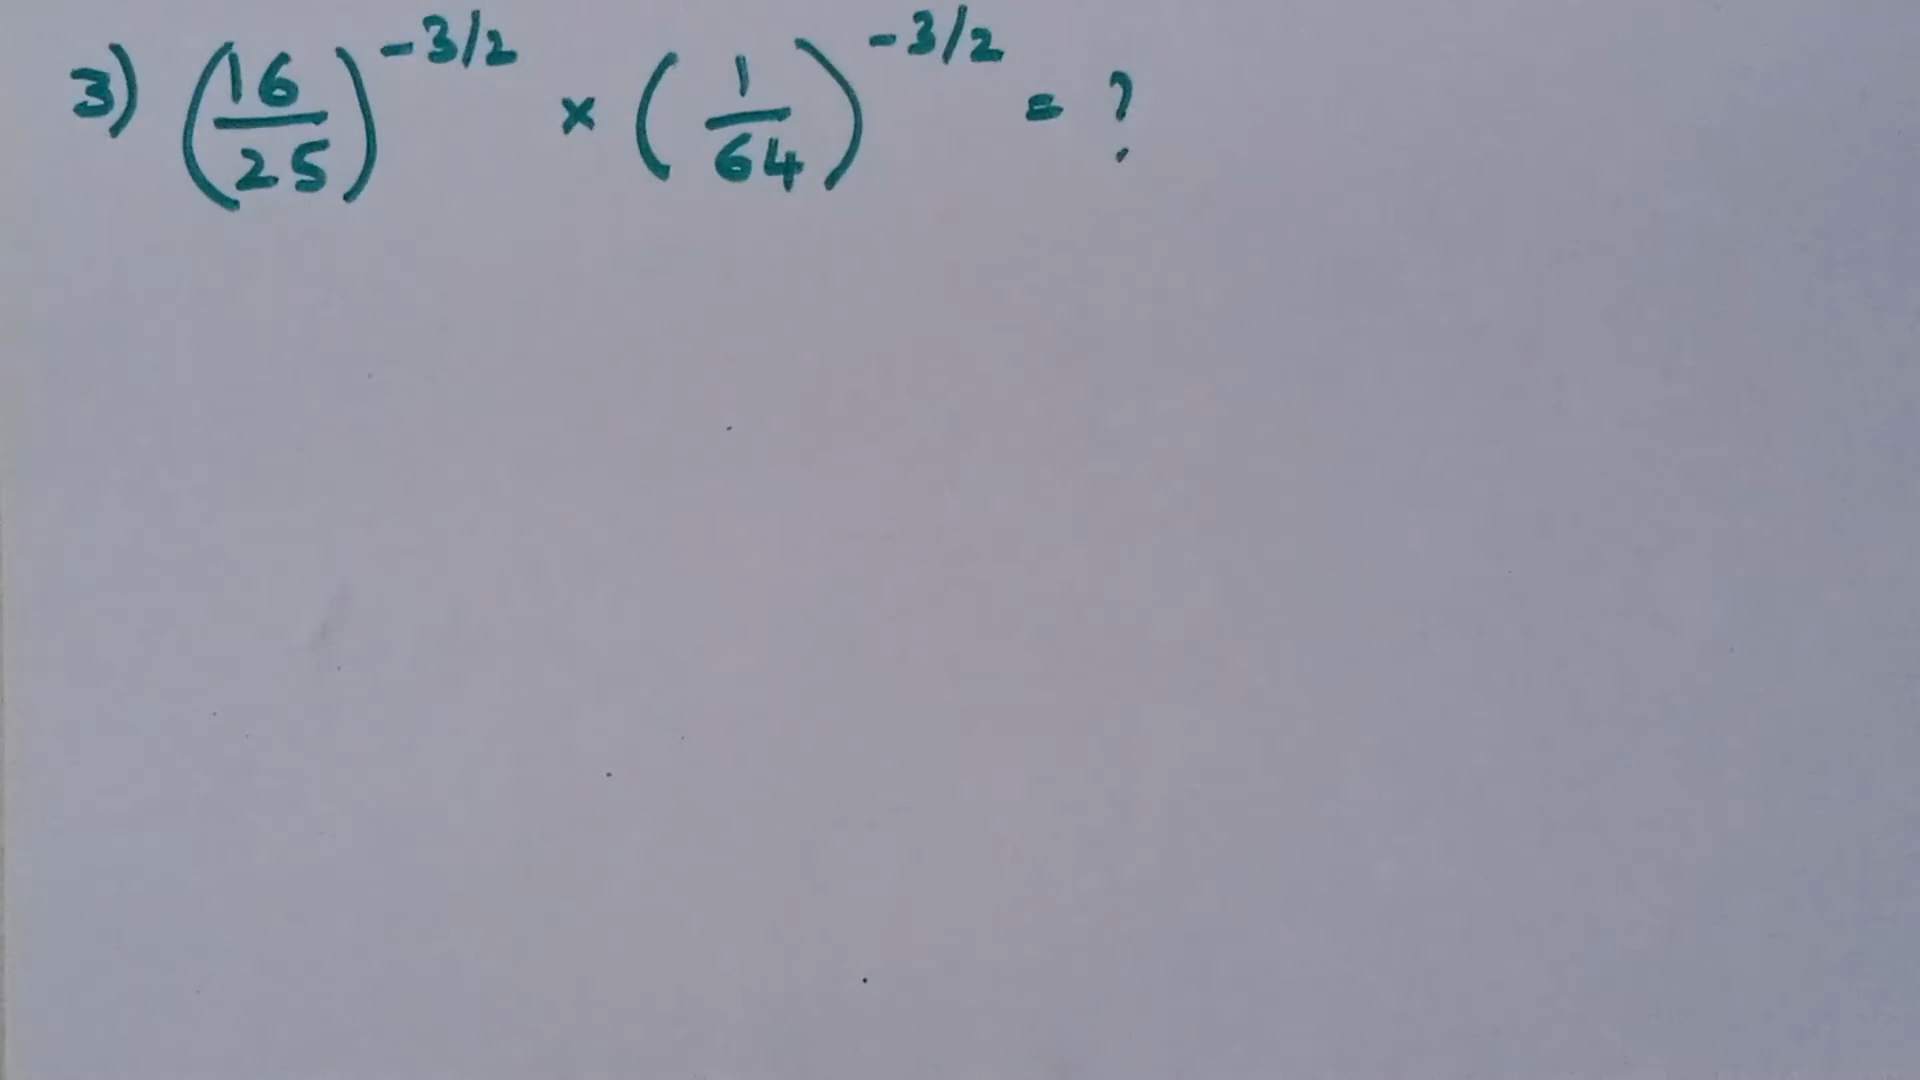 3) (16/25)^-3/2 × (1/64)^-3/2 = ?